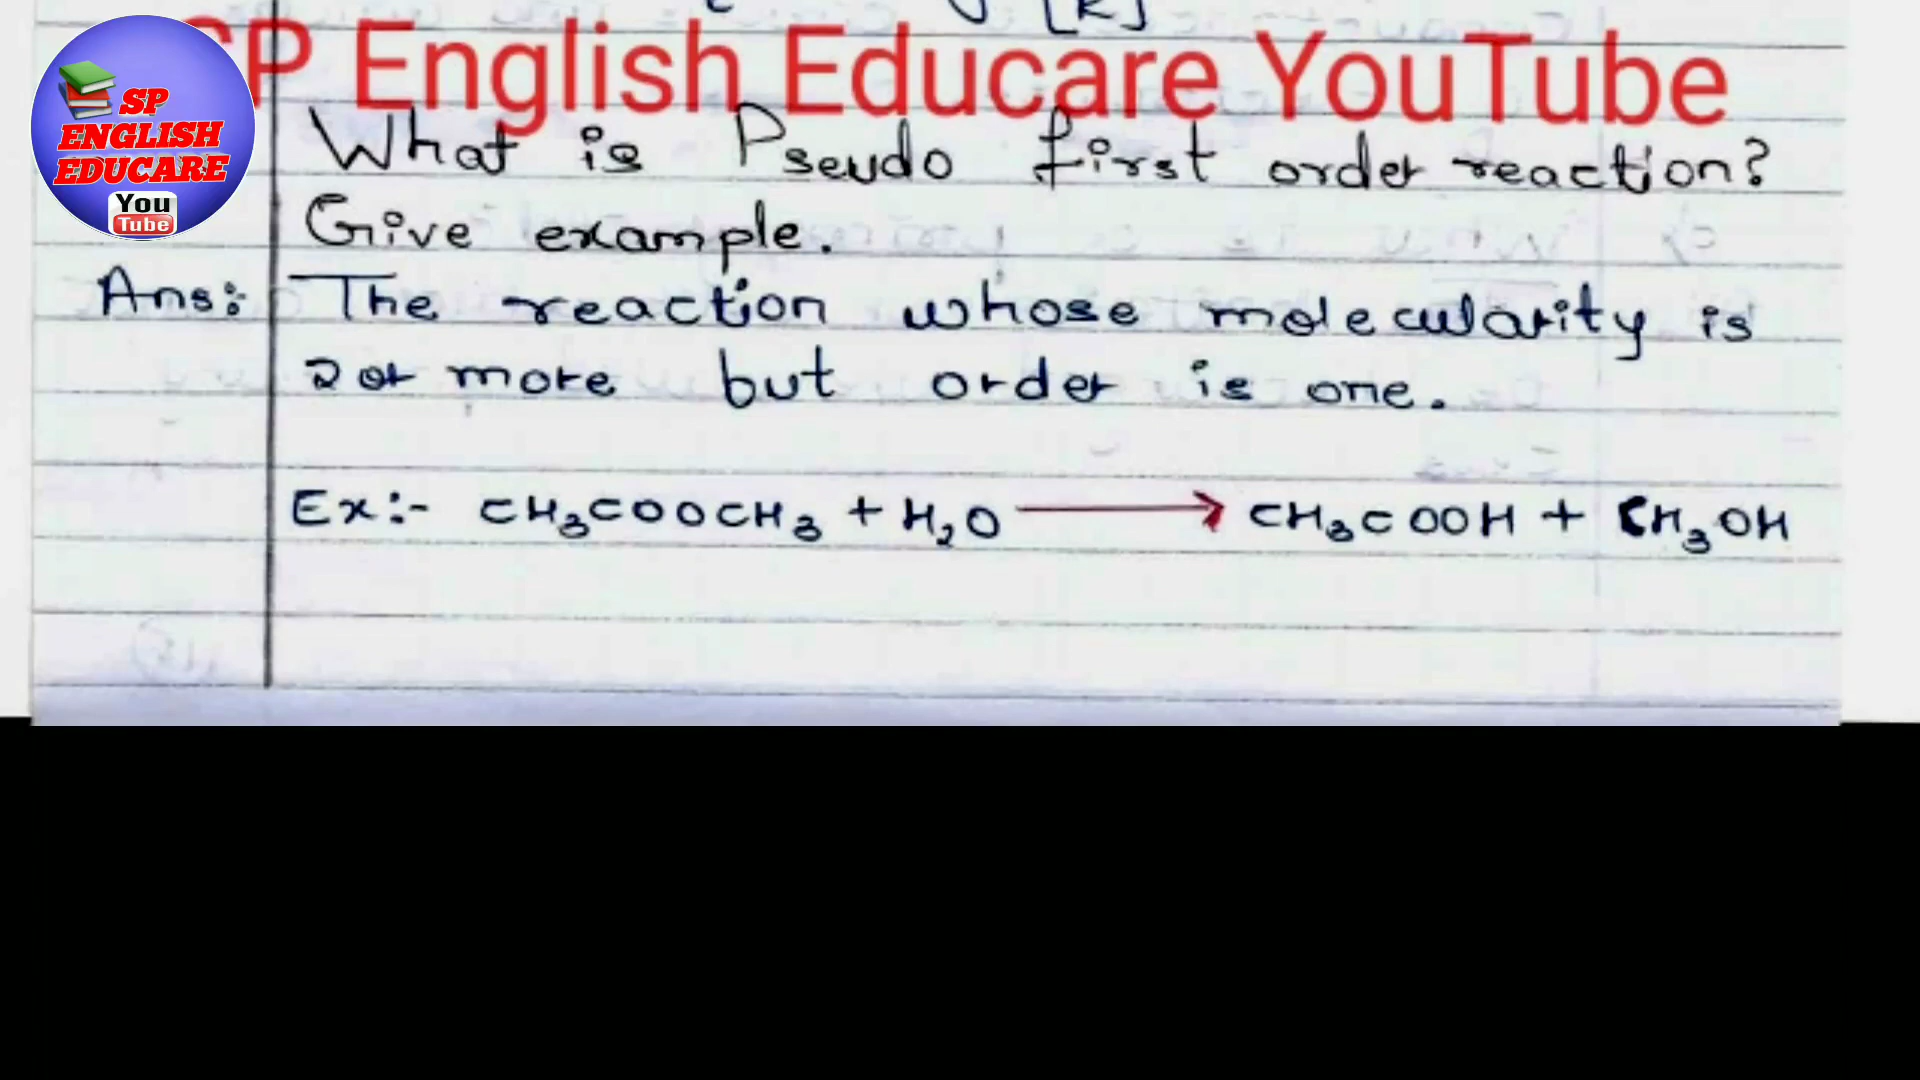 [R]
SP English Educare YouTube
SP
ENGLISH
EDUCARE
You
Tube
What is Pseudo first order reaction?
Give example.
Ans: The reaction whose molecularity is
2 or more but order is one.
Ex:- CH₃COOCH₃ + H₂O → CH₃COOH + CH₃OH